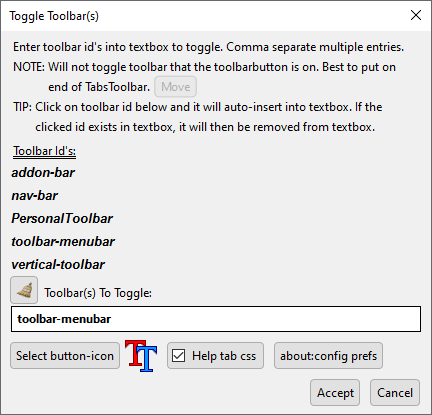 Toggle Toolbar(s)
Enter toolbar id's into textbox to toggle. Comma separate multiple entries.
NOTE: Will not toggle toolbar that the toolbarbutton is on. Best to put on
end of TabsToolbar. Move
TIP: Click on toolbar id below and it will auto-insert into textbox. If the
clicked id exists in textbox, it will then be removed from textbox.
Toolbar Id's:
addon-bar
nav-bar
PersonalToolbar
toolbar-menubar
vertical-toolbar
Toolbar(s) To Toggle:
toolbar-menubar
Select button-icon TT Help tab css about:config prefs
Accept Cancel